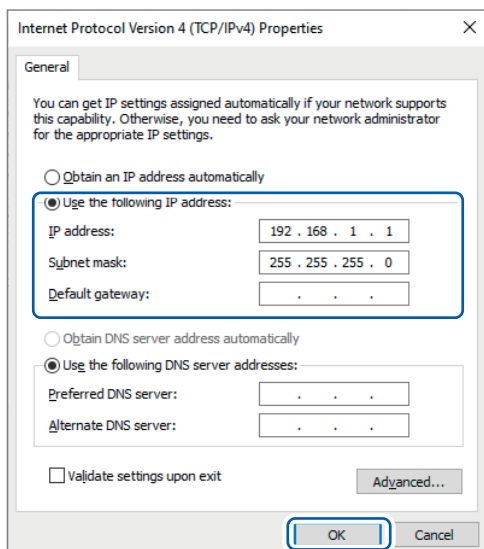 Internet Protocol Version 4 (TCP/IPv4) Properties
General
You can get IP settings assigned automatically if your network supports
this capability. Otherwise, you need to ask your network administrator
for the appropriate IP settings.
Obtain an IP address automatically
Use the following IP address:
IP address: 192 . 168 . 1 . 1
Subnet mask: 255 . 255 . 255 . 0
Default gateway: . . .
Obtain DNS server address automatically
Use the following DNS server addresses:
Preferred DNS server: . . .
Alternate DNS server: . . .
Validate settings upon exit
Advanced...
OK Cancel